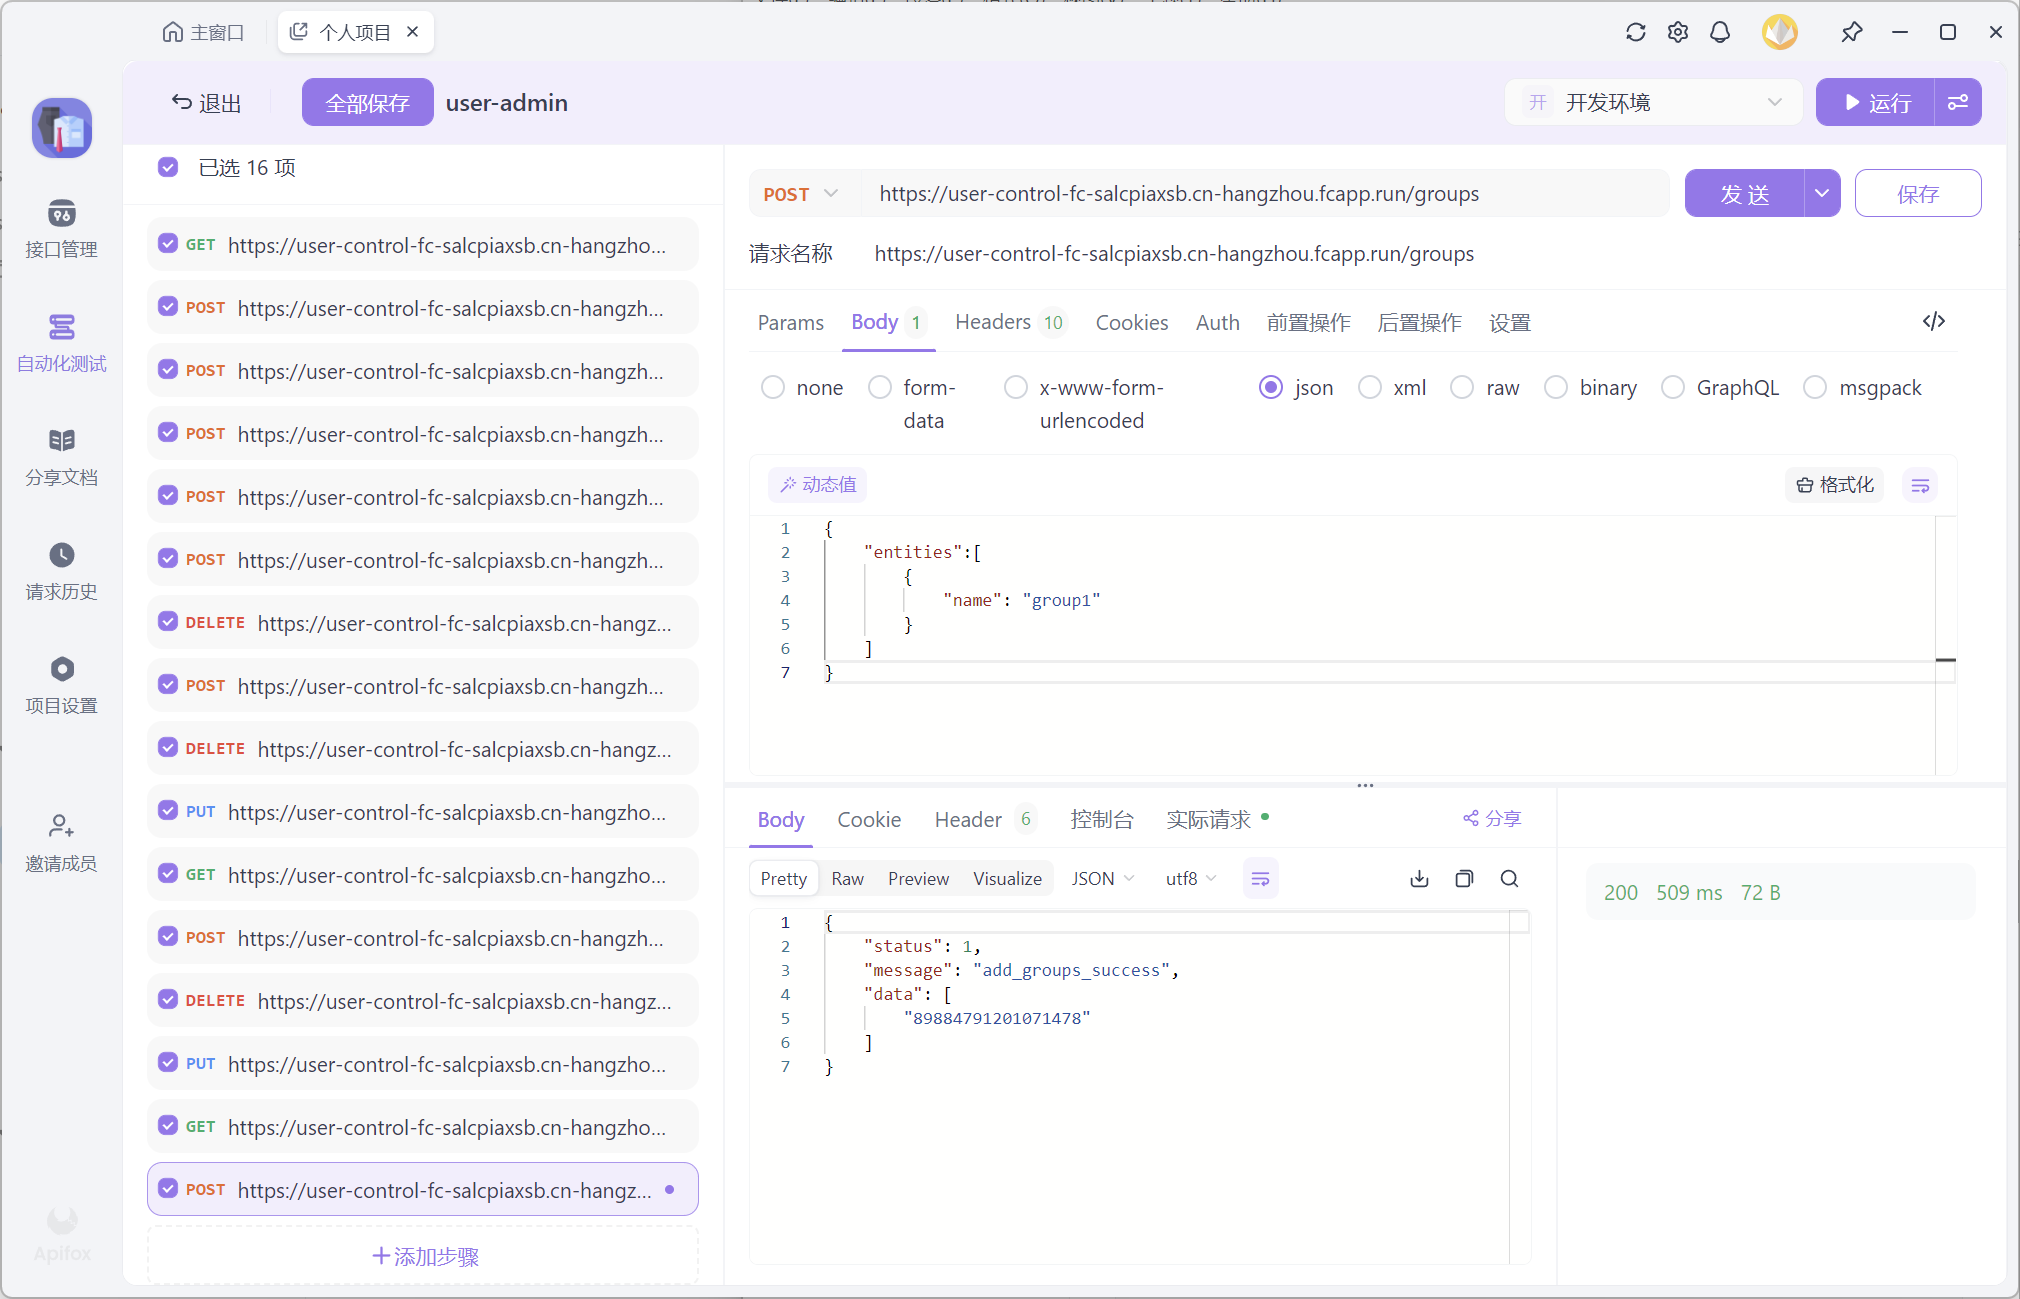 主窗口
个人项目
退出
全部保存
user-admin
开
开发环境
运行
接口管理
自动化测试
分享文档
请求历史
项目设置
邀请成员
Apifox
已选 16 项
GET https://user-control-fc-salcpiaxsb.cn-hangzho...
POST https://user-control-fc-salcpiaxsb.cn-hangzh...
POST https://user-control-fc-salcpiaxsb.cn-hangzh...
POST https://user-control-fc-salcpiaxsb.cn-hangzh...
POST https://user-control-fc-salcpiaxsb.cn-hangzh...
POST https://user-control-fc-salcpiaxsb.cn-hangzh...
DELETE https://user-control-fc-salcpiaxsb.cn-hangz...
POST https://user-control-fc-salcpiaxsb.cn-hangzh...
DELETE https://user-control-fc-salcpiaxsb.cn-hangz...
PUT https://user-control-fc-salcpiaxsb.cn-hangzho...
GET https://user-control-fc-salcpiaxsb.cn-hangzho...
POST https://user-control-fc-salcpiaxsb.cn-hangzh...
DELETE https://user-control-fc-salcpiaxsb.cn-hangz...
PUT https://user-control-fc-salcpiaxsb.cn-hangzho...
GET https://user-control-fc-salcpiaxsb.cn-hangzho...
POST https://user-control-fc-salcpiaxsb.cn-hangz...
添加步骤
POST https://user-control-fc-salcpiaxsb.cn-hangzhou.fcapp.run/groups
发 送
保存
请求名称 https://user-control-fc-salcpiaxsb.cn-hangzhou.fcapp.run/groups
Params Body 1 Headers 10 Cookies Auth 前置操作 后置操作 设置
none form-data x-www-form-urlencoded json xml raw binary GraphQL msgpack
动态值
格式化
1 {
2 "entities":[
3 {
4 "name": "group1"
5 }
6 ]
7 }
Body Cookie Header 6 控制台 实际请求
分享
Pretty Raw Preview Visualize JSON utf8
200 509 ms 72 B
1 {
2 "status": 1,
3 "message": "add_groups_success",
4 "data": [
5 "89884791201071478"
6 ]
7 }